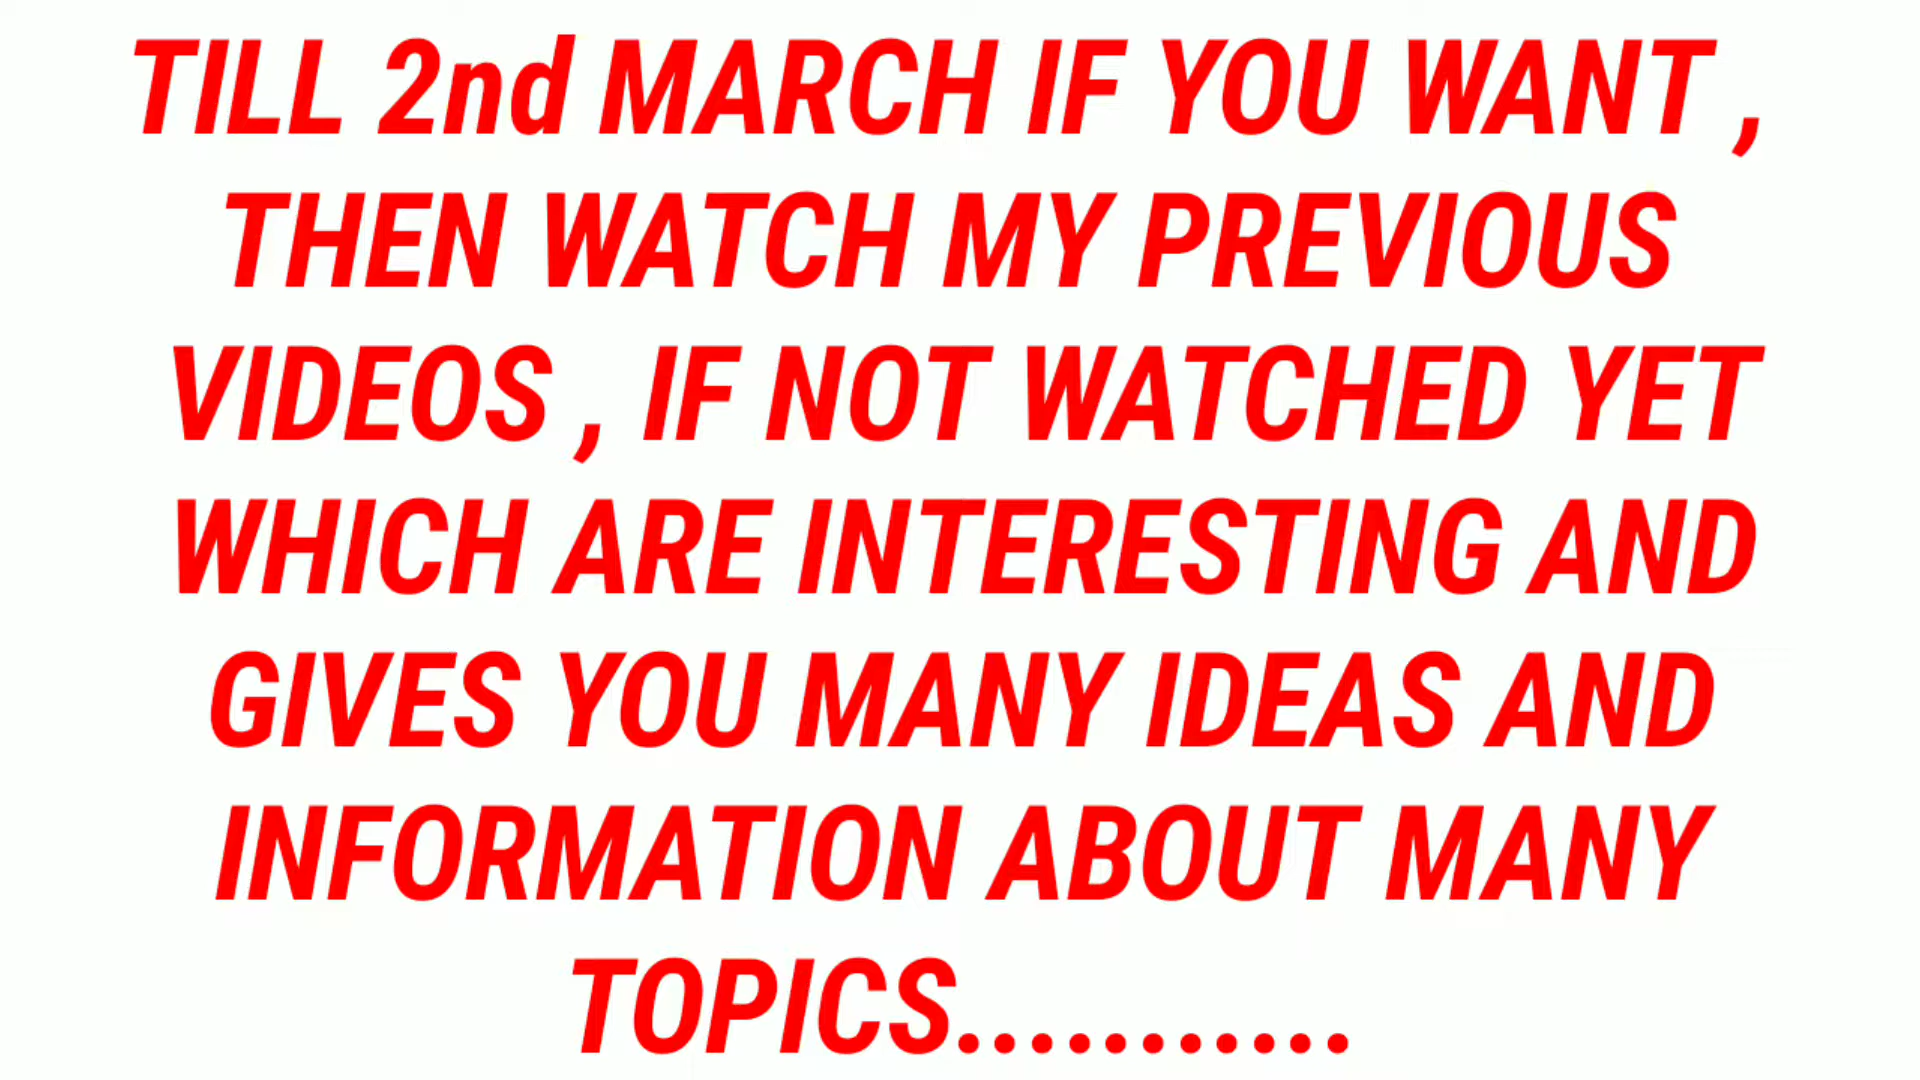 TILL 2nd MARCH IF YOU WANT ,
THEN WATCH MY PREVIOUS
VIDEOS , IF NOT WATCHED YET
WHICH ARE INTERESTING AND
GIVES YOU MANY IDEAS AND
INFORMATION ABOUT MANY
TOPICS...........